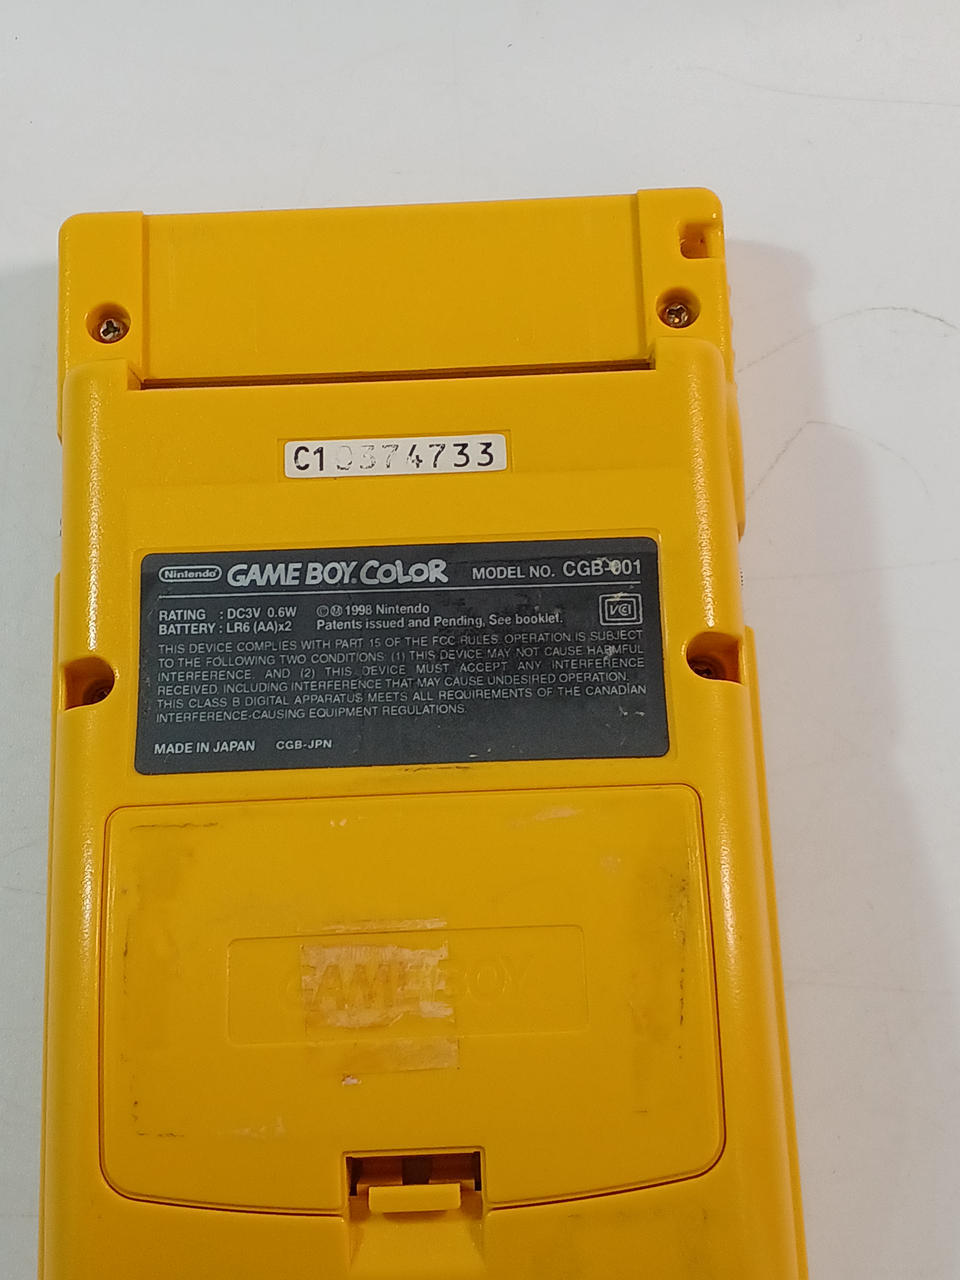 C10374733
Nintendo GAME BOY COLOR MODEL NO. CGB-001
RATING : DC3V 0.6W ©Ⓜ 1998 Nintendo
BATTERY : LR6 (AA)x2 Patents issued and Pending, See booklet.
VCI
THIS DEVICE COMPLIES WITH PART 15 OF THE FCC RULES. OPERATION IS SUBJECT
TO THE FOLLOWING TWO CONDITIONS. (1) THIS DEVICE MAY NOT CAUSE HARMFUL
INTERFERENCE. AND (2) THIS DEVICE MUST ACCEPT ANY INTERFERENCE
RECEIVED, INCLUDING INTERFERENCE THAT MAY CAUSE UNDESIRED OPERATION.
THIS CLASS B DIGITAL APPARATUS MEETS ALL REQUIREMENTS OF THE CANADIAN
INTERFERENCE-CAUSING EQUIPMENT REGULATIONS.
MADE IN JAPAN CGB-JPN
GAME BOY